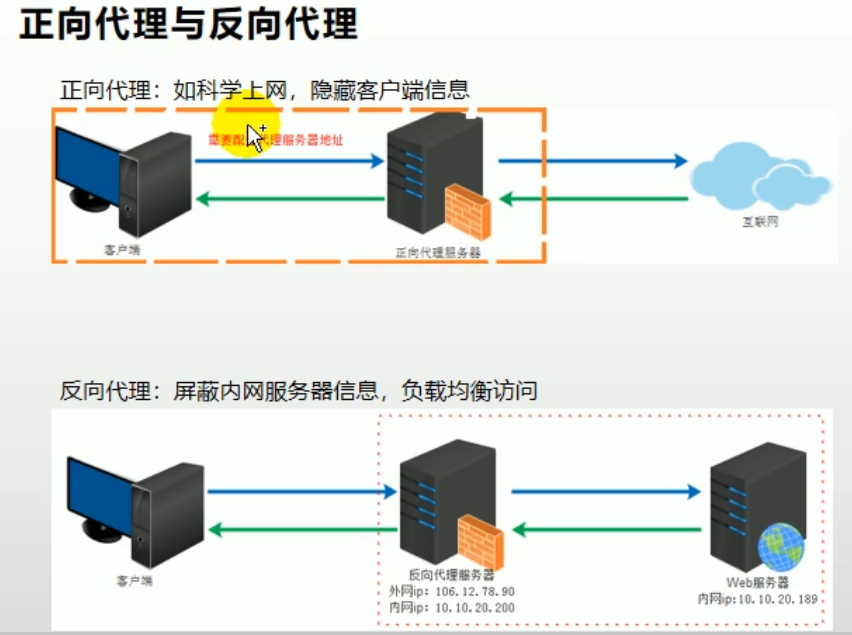 正向代理与反向代理
正向代理：如科学上网，隐藏客户端信息
需要配 代理服务器地址
客户端
正向代理服务器
互联网
反向代理：屏蔽内网服务器信息，负载均衡访问
客户端
反向代理服务器
外网ip: 106.12.78.90
内网ip: 10.10.20.200
Web服务器
内网ip:10.10.20.189